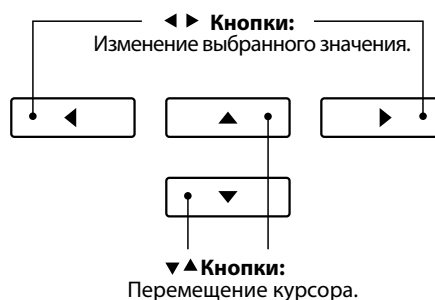 ◀ ▶ Кнопки:
Изменение выбранного значения.
◀ ▲ ▶
▼
▼▲Кнопки:
Перемещение курсора.